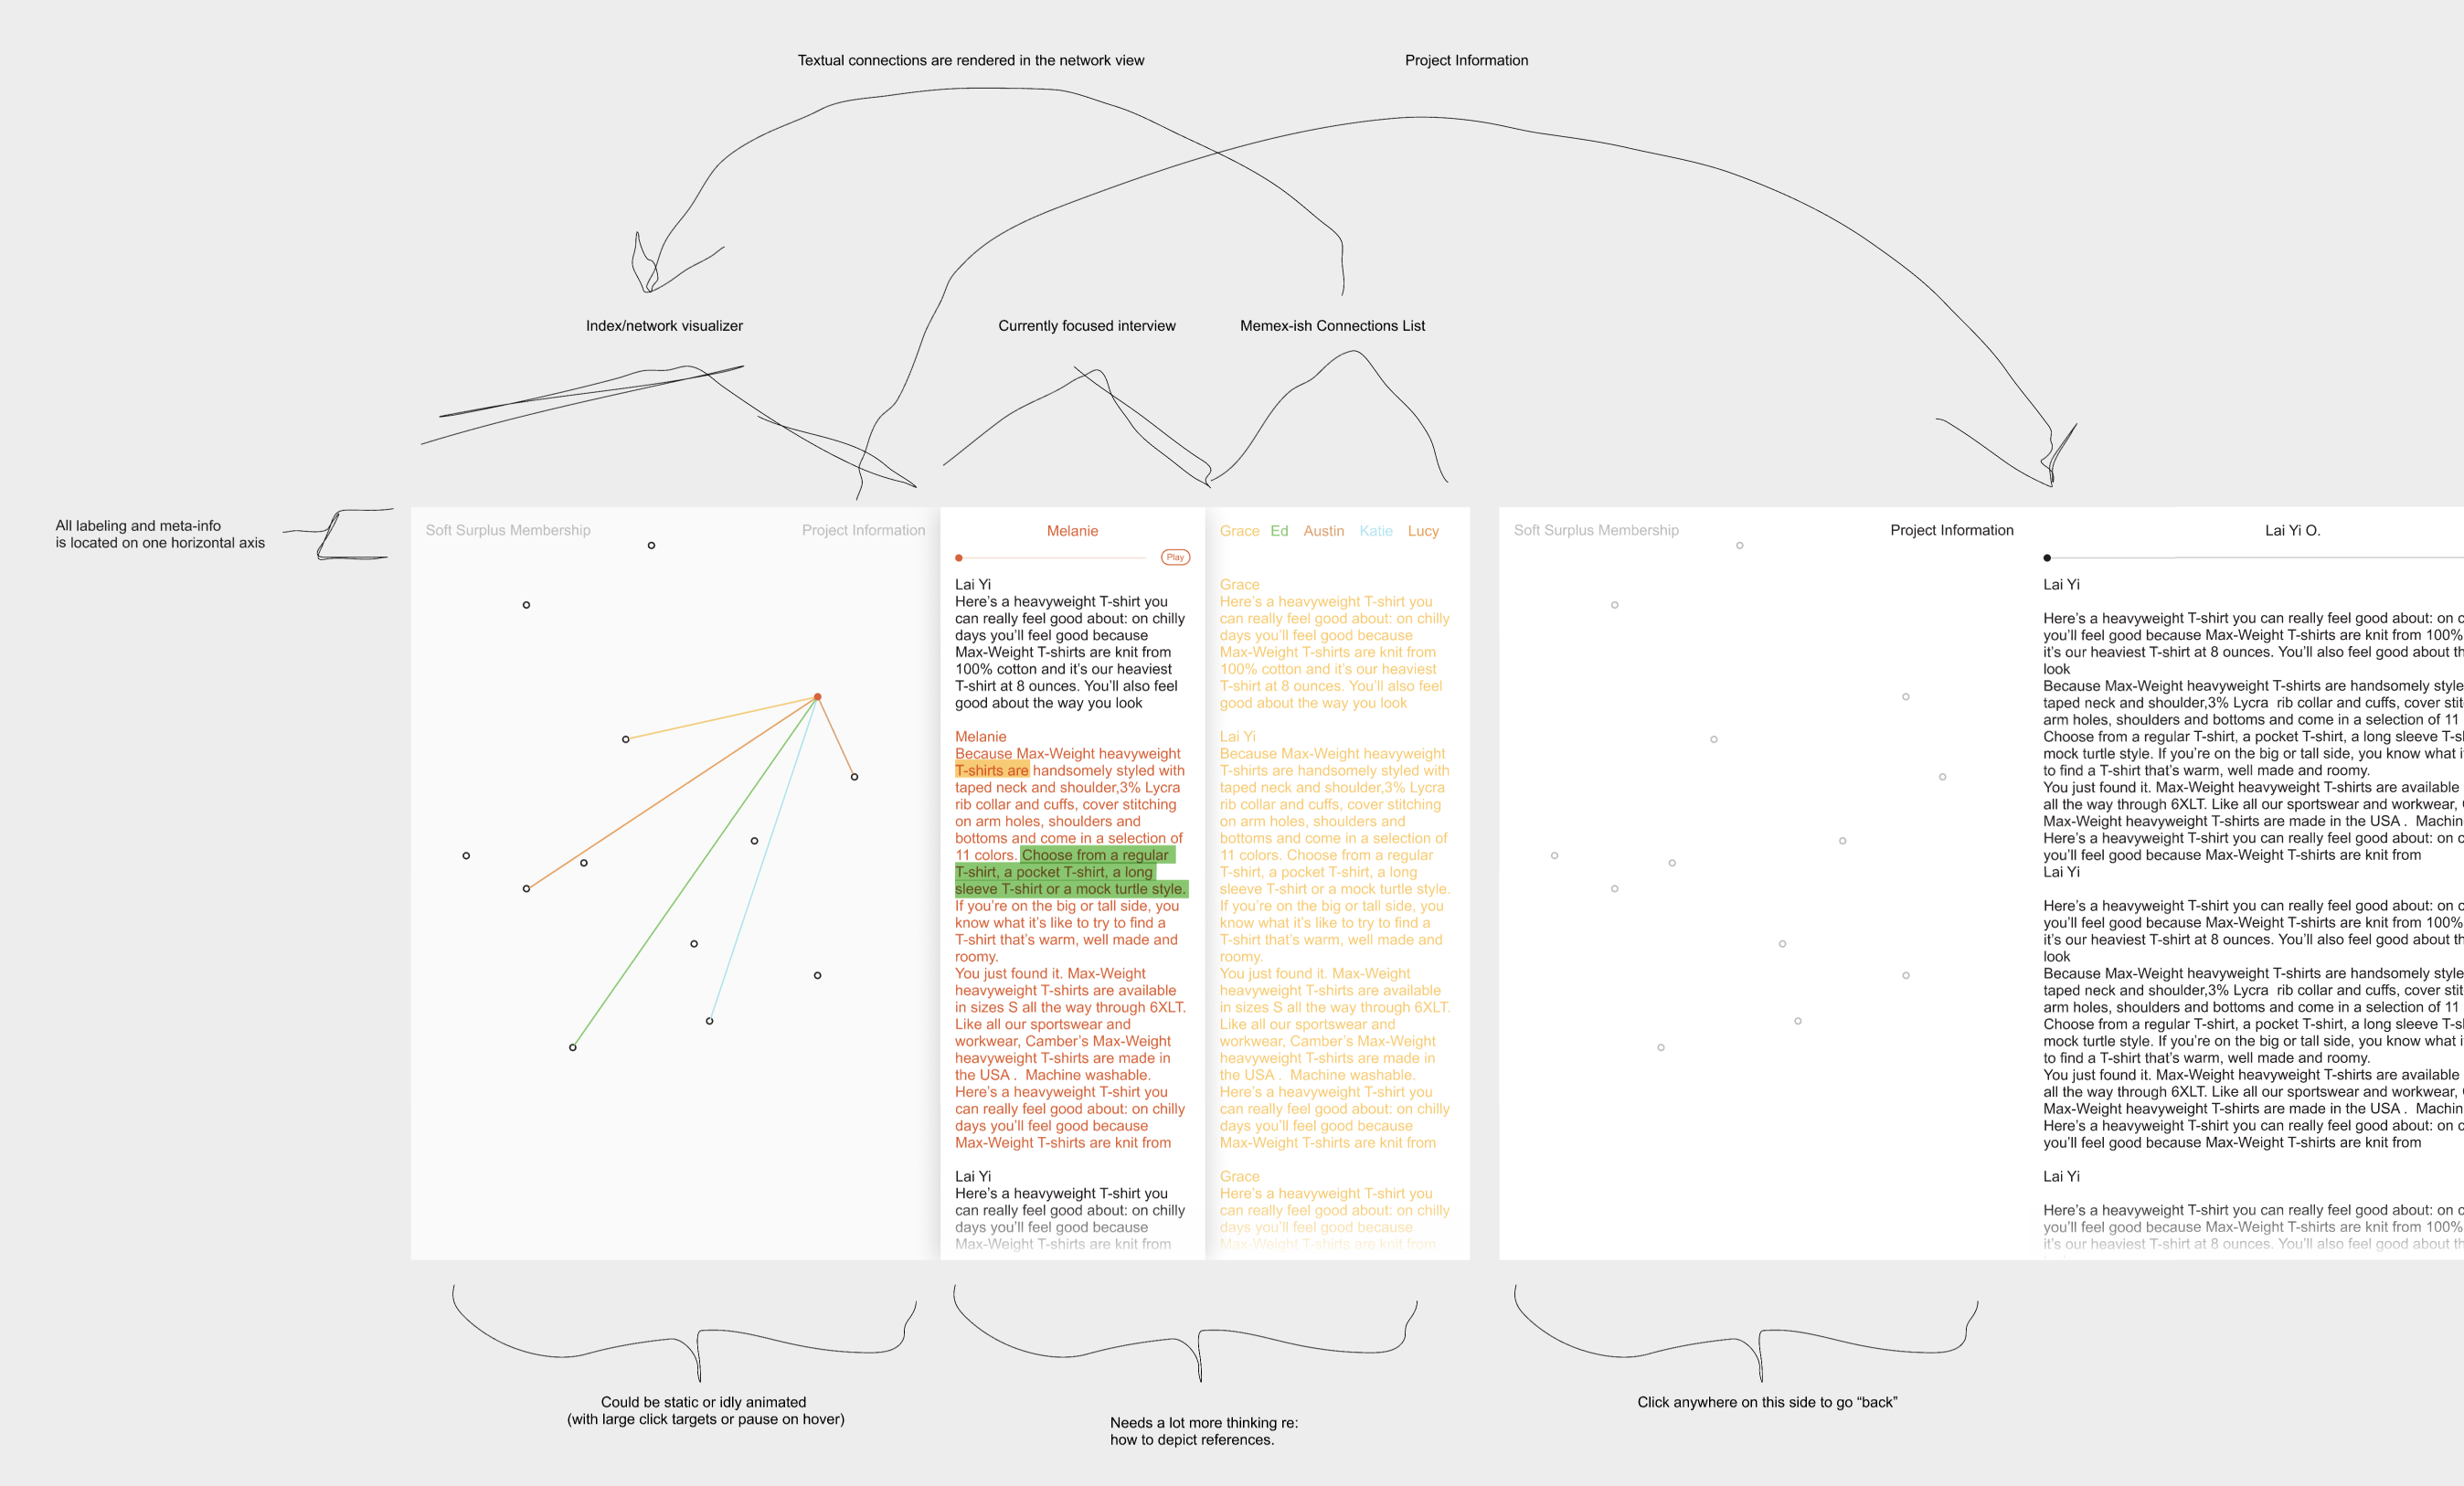 Textual connections are rendered in the network view
Project Information
Index/network visualizer
Currently focused interview
Memex-ish Connections List
All labeling and meta-info
is located on one horizontal axis
Soft Surplus Membership
Project Information
Melanie
Play
Lai Yi
Here’s a heavyweight T-shirt you
can really feel good about: on chilly
days you’ll feel good because
Max-Weight T-shirts are knit from
100% cotton and it’s our heaviest
T-shirt at 8 ounces. You’ll also feel
good about the way you look
Melanie
Because Max-Weight heavyweight
T-shirts are handsomely styled with
taped neck and shoulder,3% Lycra
rib collar and cuffs, cover stitching
on arm holes, shoulders and
bottoms and come in a selection of
11 colors. Choose from a regular
T-shirt, a pocket T-shirt, a long
sleeve T-shirt or a mock turtle style.
If you’re on the big or tall side, you
know what it’s like to try to find a
T-shirt that’s warm, well made and
roomy.
You just found it. Max-Weight
heavyweight T-shirts are available
in sizes S all the way through 6XLT.
Like all our sportswear and
workwear, Camber’s Max-Weight
heavyweight T-shirts are made in
the USA .  Machine washable.
Here’s a heavyweight T-shirt you
can really feel good about: on chilly
days you’ll feel good because
Max-Weight T-shirts are knit from
Lai Yi
Here’s a heavyweight T-shirt you
can really feel good about: on chilly
days you’ll feel good because
Max-Weight T-shirts are knit from
Grace Ed Austin Katie Lucy
Grace
Here’s a heavyweight T-shirt you
can really feel good about: on chilly
days you’ll feel good because
Max-Weight T-shirts are knit from
100% cotton and it’s our heaviest
T-shirt at 8 ounces. You’ll also feel
good about the way you look
Lai Yi
Because Max-Weight heavyweight
T-shirts are handsomely styled with
taped neck and shoulder,3% Lycra
rib collar and cuffs, cover stitching
on arm holes, shoulders and
bottoms and come in a selection of
11 colors. Choose from a regular
T-shirt, a pocket T-shirt, a long
sleeve T-shirt or a mock turtle style.
If you’re on the big or tall side, you
know what it’s like to try to find a
T-shirt that’s warm, well made and
roomy.
You just found it. Max-Weight
heavyweight T-shirts are available
in sizes S all the way through 6XLT.
Like all our sportswear and
workwear, Camber’s Max-Weight
heavyweight T-shirts are made in
the USA .  Machine washable.
Here’s a heavyweight T-shirt you
can really feel good about: on chilly
days you’ll feel good because
Max-Weight T-shirts are knit from
Grace
Here’s a heavyweight T-shirt you
can really feel good about: on chilly
days you’ll feel good because
Max-Weight T-shirts are knit from
Soft Surplus Membership
Project Information
Lai Yi O.
Lai Yi
Here’s a heavyweight T-shirt you can really feel good about: on
you’ll feel good because Max-Weight T-shirts are knit from 100%
it’s our heaviest T-shirt at 8 ounces. You’ll also feel good about
look
Because Max-Weight heavyweight T-shirts are handsomely style
taped neck and shoulder,3% Lycra  rib collar and cuffs, cover
arm holes, shoulders and bottoms and come in a selection of 11
Choose from a regular T-shirt, a pocket T-shirt, a long sleeve
mock turtle style. If you’re on the big or tall side, you know what
to find a T-shirt that’s warm, well made and roomy.
You just found it. Max-Weight heavyweight T-shirts are available
all the way through 6XLT. Like all our sportswear and workwear,
Max-Weight heavyweight T-shirts are made in the USA .  Machin
Here’s a heavyweight T-shirt you can really feel good about: on
you’ll feel good because Max-Weight T-shirts are knit from
Lai Yi
Here’s a heavyweight T-shirt you can really feel good about: on
you’ll feel good because Max-Weight T-shirts are knit from 100%
it’s our heaviest T-shirt at 8 ounces. You’ll also feel good about
look
Because Max-Weight heavyweight T-shirts are handsomely style
taped neck and shoulder,3% Lycra  rib collar and cuffs, cover
arm holes, shoulders and bottoms and come in a selection of 11
Choose from a regular T-shirt, a pocket T-shirt, a long sleeve
mock turtle style. If you’re on the big or tall side, you know what
to find a T-shirt that’s warm, well made and roomy.
You just found it. Max-Weight heavyweight T-shirts are available
all the way through 6XLT. Like all our sportswear and workwear,
Max-Weight heavyweight T-shirts are made in the USA .  Machin
Here’s a heavyweight T-shirt you can really feel good about: on
you’ll feel good because Max-Weight T-shirts are knit from
Lai Yi
Here’s a heavyweight T-shirt you can really feel good about: on
you’ll feel good because Max-Weight T-shirts are knit from 100%
it’s our heaviest T-shirt at 8 ounces. You’ll also feel good about
Could be static or idly animated
(with large click targets or pause on hover)
Needs a lot more thinking re:
how to depict references.
Click anywhere on this side to go “back”